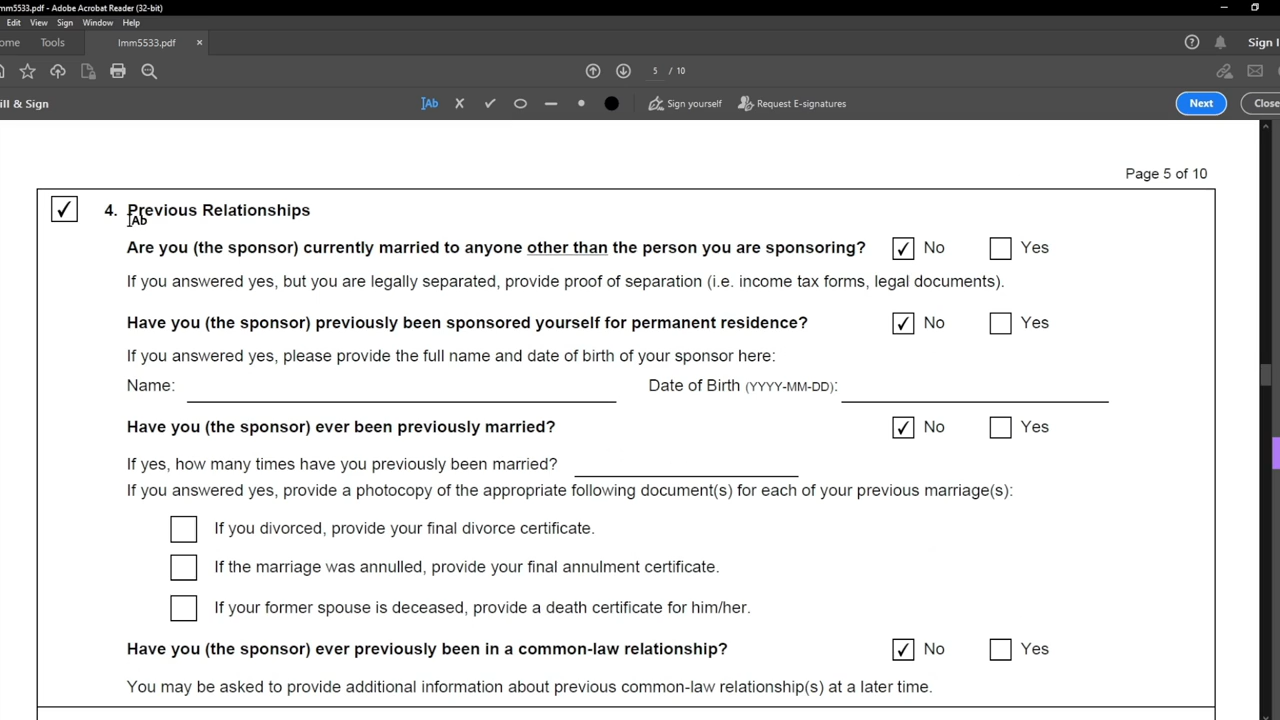 Imm5533.pdf - Adobe Acrobat Reader (32-bit)
Edit View Sign Window Help
Tools Imm5533.pdf × Sign
5 / 10
Ab Sign yourself Request E-signatures Next Close
Page 5 of 10
4. Previous Relationships
Ab
Are you (the sponsor) currently married to anyone other than the person you are sponsoring? No Yes
If you answered yes, but you are legally separated, provide proof of separation (i.e. income tax forms, legal documents).
Have you (the sponsor) previously been sponsored yourself for permanent residence? No Yes
If you answered yes, please provide the full name and date of birth of your sponsor here:
Name: Date of Birth (YYYY-MM-DD):
Have you (the sponsor) ever been previously married? No Yes
If yes, how many times have you previously been married?
If you answered yes, provide a photocopy of the appropriate following document(s) for each of your previous marriage(s):
If you divorced, provide your final divorce certificate.
If the marriage was annulled, provide your final annulment certificate.
If your former spouse is deceased, provide a death certificate for him/her.
Have you (the sponsor) ever previously been in a common-law relationship? No Yes
You may be asked to provide additional information about previous common-law relationship(s) at a later time.